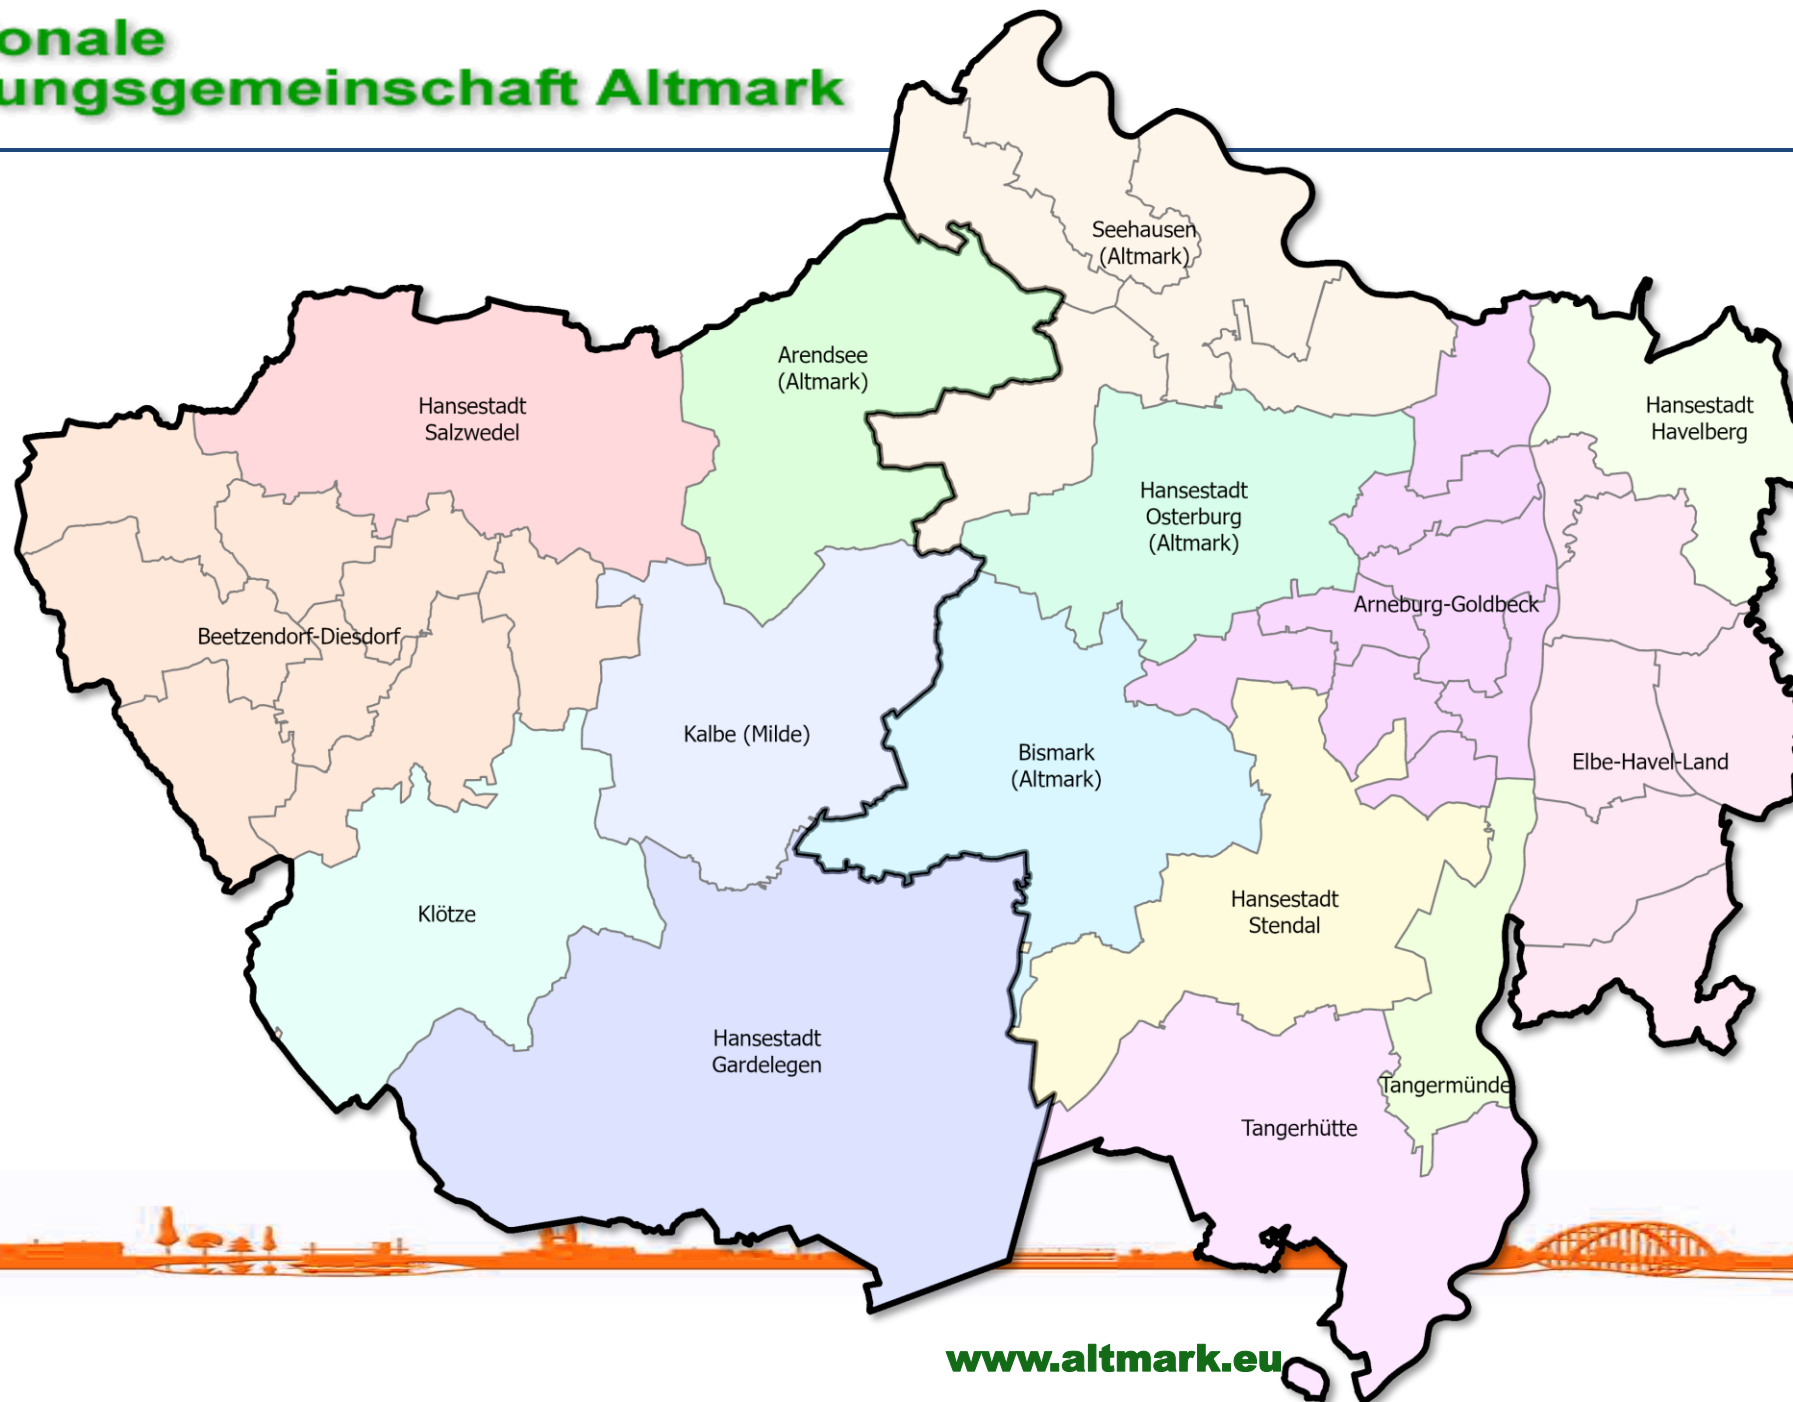 onale
ungsgemeinschaft Altmark
Seehausen
(Altmark)
Arendsee
(Altmark)
Hansestadt
Salzwedel
Hansestadt
Havelberg
Hansestadt
Osterburg
(Altmark)
Arneburg-Goldbeck
Beetzendorf-Diesdorf
Kalbe (Milde)
Bismark
(Altmark)
Elbe-Havel-Land
Klötze
Hansestadt
Stendal
Hansestadt
Gardelegen
Tangermünde
Tangerhütte
www.altmark.eu